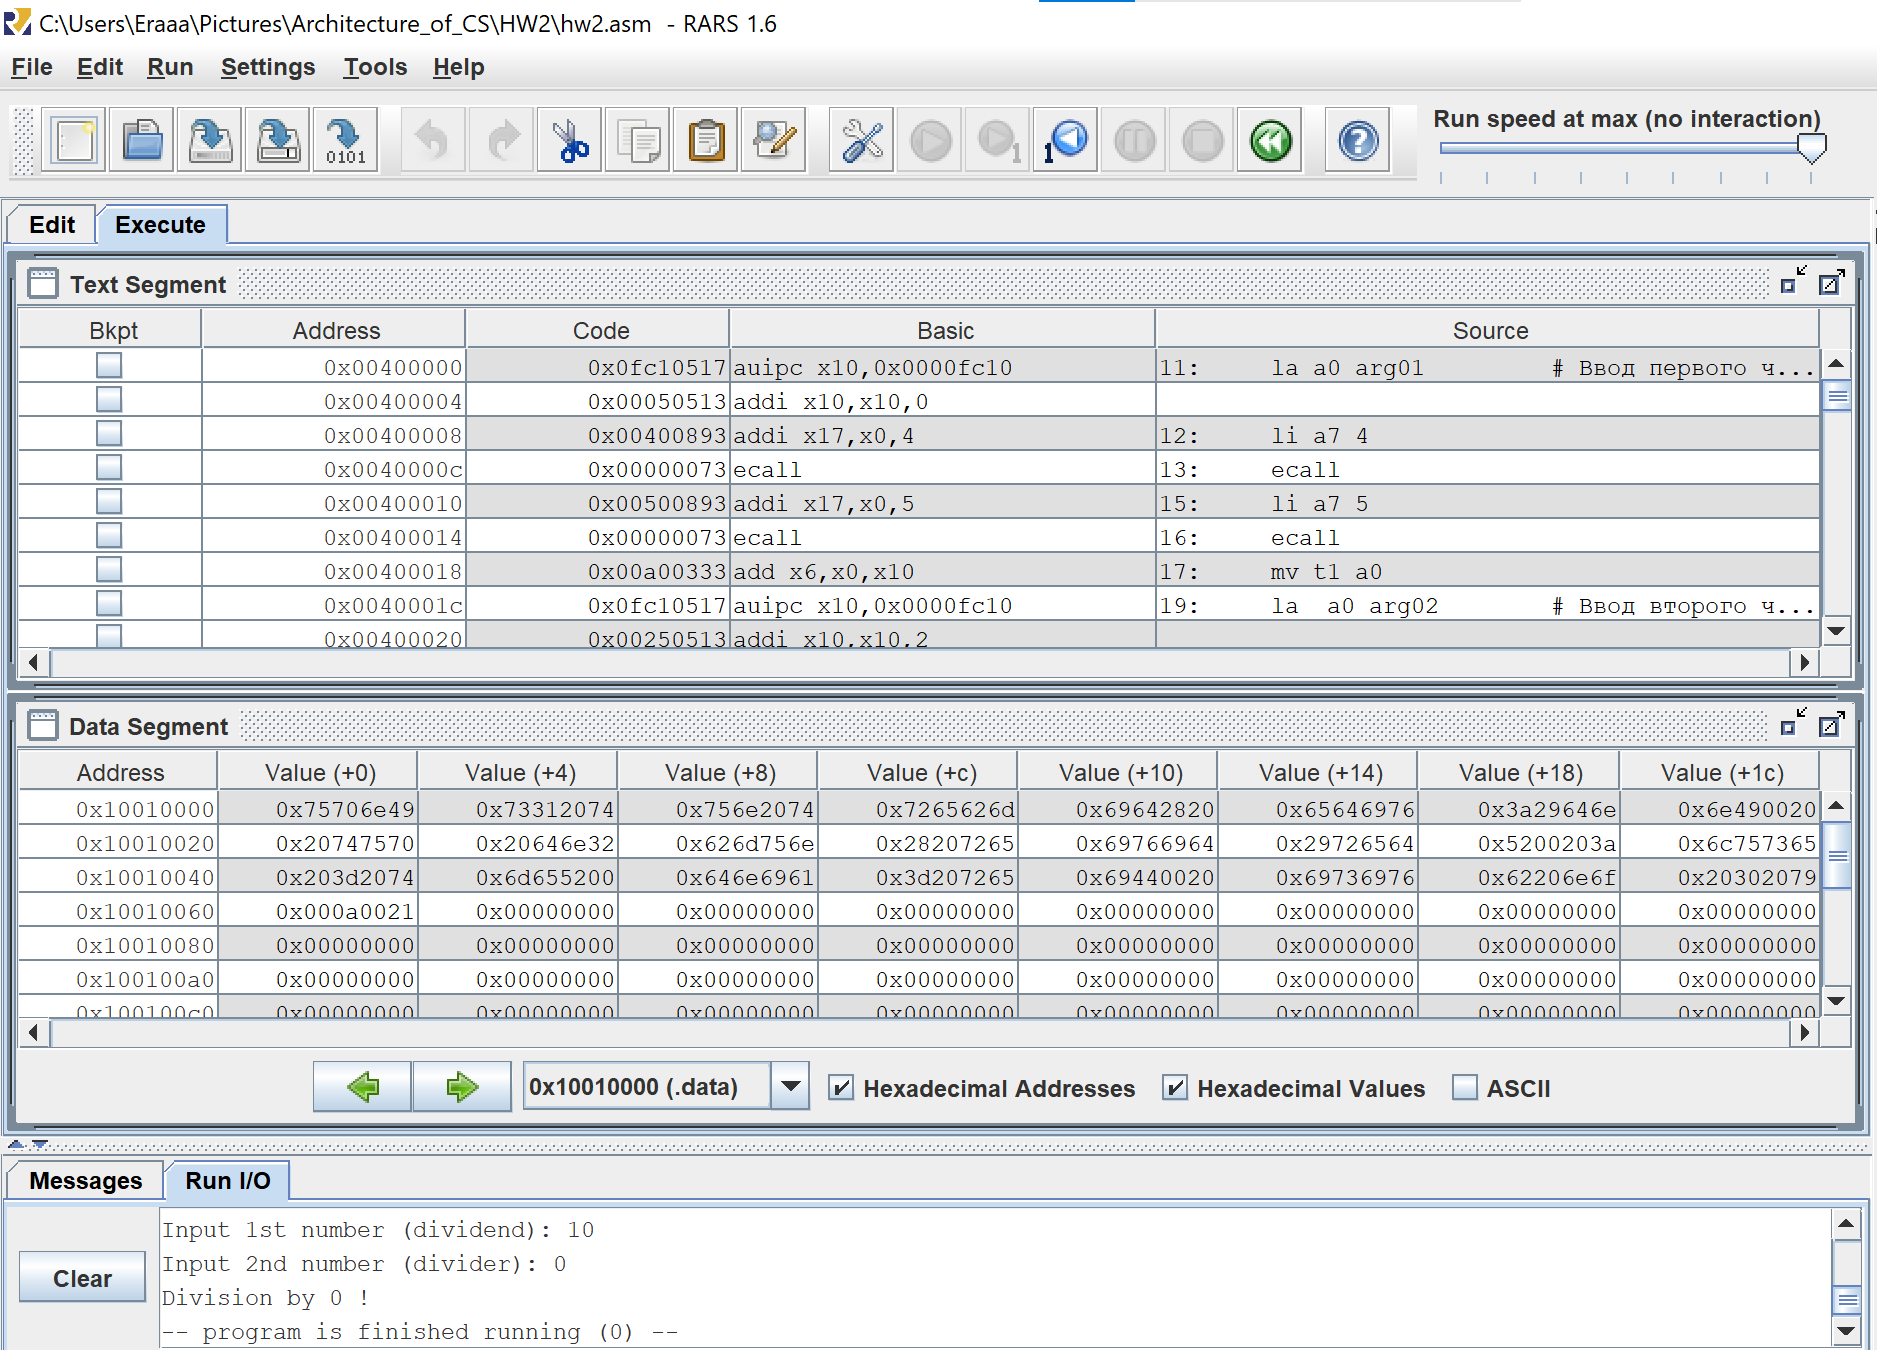 C:\Users\Eraaa\Pictures\Architecture_of_CS\HW2\hw2.asm - RARS 1.6
File Edit Run Settings Tools Help
0101 1 1 Run speed at max (no interaction)
Edit Execute
Text Segment
Bkpt Address Code Basic Source
0x00400000 0x0fc10517 auipc x10,0x0000fc10 11: la a0 arg01 # Ввод первого ч...
0x00400004 0x00050513 addi x10,x10,0
0x00400008 0x00400893 addi x17,x0,4 12: li a7 4
0x0040000c 0x00000073 ecall 13: ecall
0x00400010 0x00500893 addi x17,x0,5 15: li a7 5
0x00400014 0x00000073 ecall 16: ecall
0x00400018 0x00a00333 add x6,x0,x10 17: mv t1 a0
0x0040001c 0x0fc10517 auipc x10,0x0000fc10 19: la a0 arg02 # Ввод второго ч...
0x00400020 0x00250513 addi x10,x10,2
Data Segment
Address Value (+0) Value (+4) Value (+8) Value (+c) Value (+10) Value (+14) Value (+18) Value (+1c)
0x10010000 0x75706e49 0x73312074 0x756e2074 0x7265626d 0x69642820 0x65646976 0x3a29646e 0x6e490020
0x10010020 0x20747570 0x20646e32 0x626d756e 0x28207265 0x69766964 0x29726564 0x5200203a 0x6c757365
0x10010040 0x203d2074 0x6d655200 0x646e6961 0x3d207265 0x69440020 0x69736976 0x62206e6f 0x20302079
0x10010060 0x000a0021 0x00000000 0x00000000 0x00000000 0x00000000 0x00000000 0x00000000 0x00000000
0x10010080 0x00000000 0x00000000 0x00000000 0x00000000 0x00000000 0x00000000 0x00000000 0x00000000
0x100100a0 0x00000000 0x00000000 0x00000000 0x00000000 0x00000000 0x00000000 0x00000000 0x00000000
0x100100c0 0x00000000 0x00000000 0x00000000 0x00000000 0x00000000 0x00000000 0x00000000 0x00000000
0x10010000 (.data) Hexadecimal Addresses Hexadecimal Values ASCII
Messages Run I/O
Clear
Input 1st number (dividend): 10
Input 2nd number (divider): 0
Division by 0 !
-- program is finished running (0) --